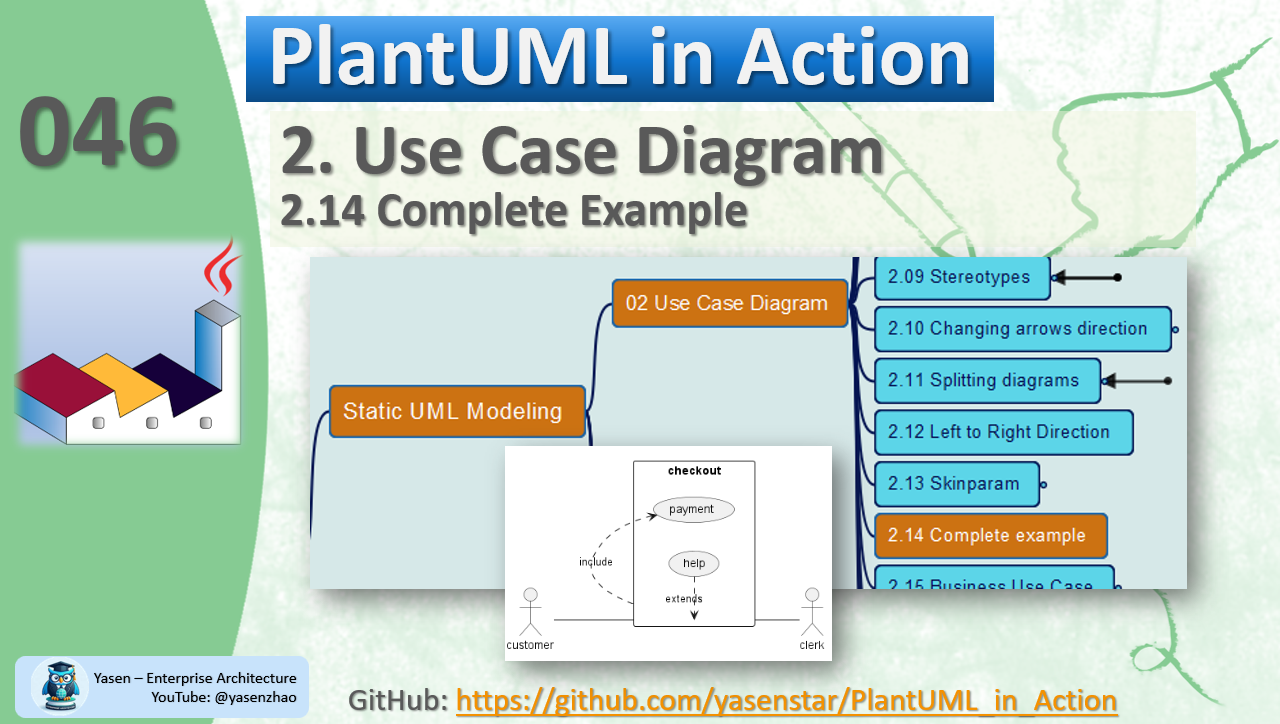 PlantUML in Action
046
2. Use Case Diagram
2.14 Complete Example
2.09 Stereotypes
02 Use Case Diagram
2.10 Changing arrows direction
2.11 Splitting diagrams
Static UML Modeling
2.12 Left to Right Direction
2.13 Skinparam
2.14 Complete example
2.15 Business Use Case
checkout
payment
include
help
extends
customer
clerk
Yasen – Enterprise Architecture
YouTube: @yasenzhao
GitHub: https://github.com/yasenstar/PlantUML_in_Action